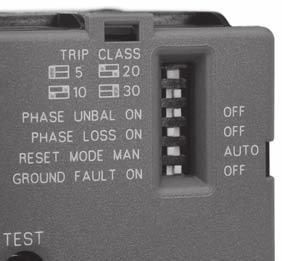 TRIP CLASS
5 20
10 30
PHASE UNBAL ON OFF
PHASE LOSS ON OFF
RESET MODE MAN AUTO
GROUND FAULT ON OFF
TEST